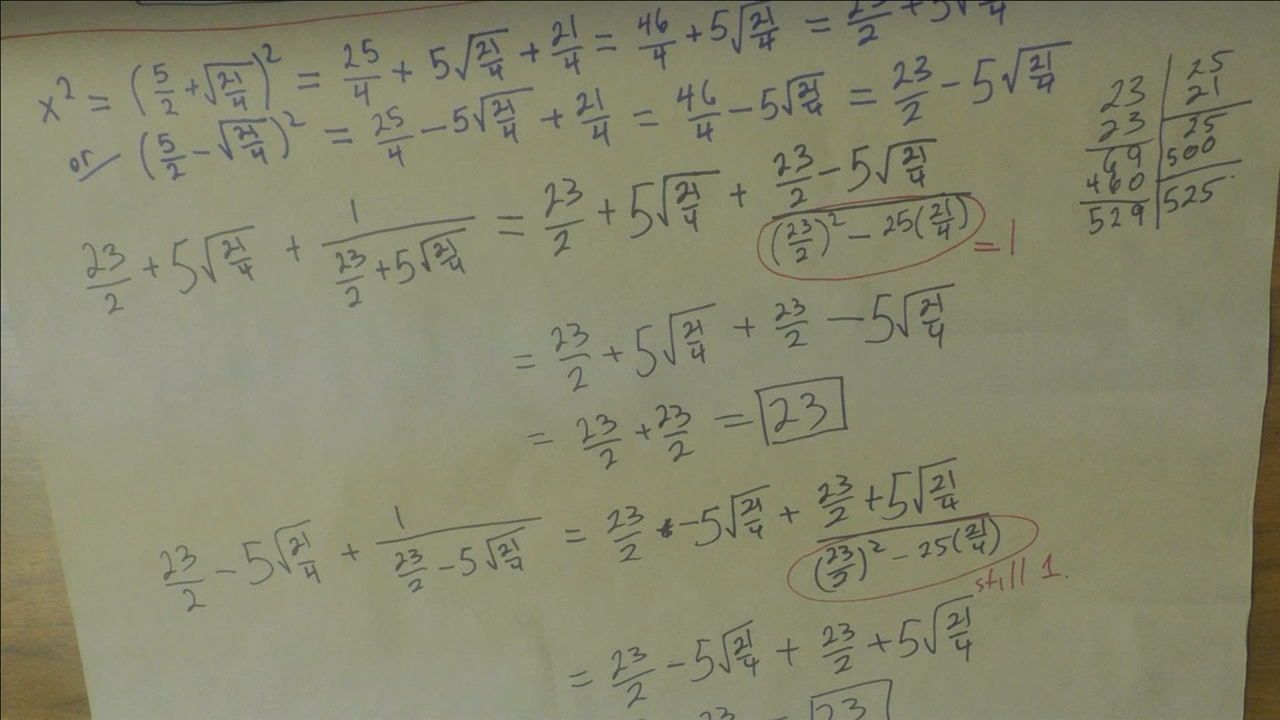 x² = (5/2 + √(21/4))² = 25/4 + 5√(21/4) + 21/4 = 46/4 + 5√(21/4) = 23/2 + 5√(21/4)
or (5/2 - √(21/4))² = 25/4 - 5√(21/4) + 21/4 = 46/4 - 5√(21/4) = 23/2 - 5√(21/4)
23/2 + 5√(21/4) + 1/(23/2 + 5√(21/4)) = 23/2 + 5√(21/4) + (23/2 - 5√(21/4))/((23/2)² - 25(21/4)) = 1
= 23/2 + 5√(21/4) + 23/2 - 5√(21/4)
= 23/2 + 23/2 = 23
23/2 - 5√(21/4) + 1/(23/2 - 5√(21/4)) = 23/2 - 5√(21/4) + (23/2 + 5√(21/4))/((23/2)² - 25(21/4))
still 1.
= 23/2 - 5√(21/4) + 23/2 + 5√(21/4)
23 = 23
23
23
69
460
529
25
21
25
500
525